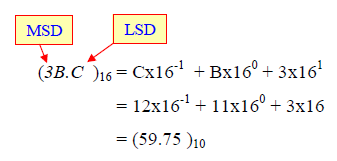 MSD LSD
(3B.C )₁₆ = Cx16⁻¹ + Bx16⁰ + 3x16¹
= 12x16⁻¹ + 11x16⁰ + 3x16
= (59.75 )₁₀